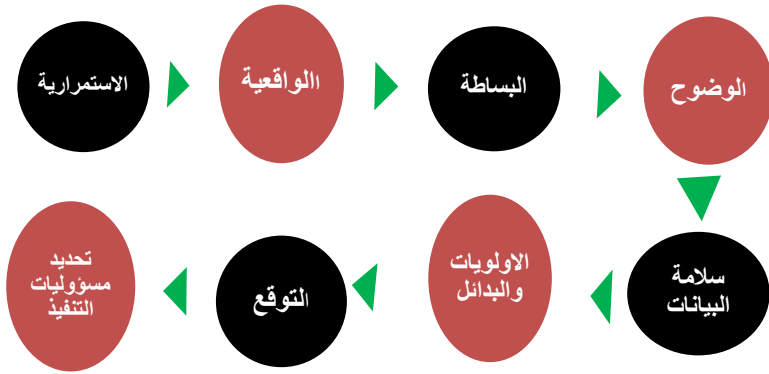 الاستمرارية
االواقعية
البساطة
الوضوح
سلامة
البيانات
الاولويات
والبدائل
التوقع
تحديد
مسؤوليات
التنفيذ